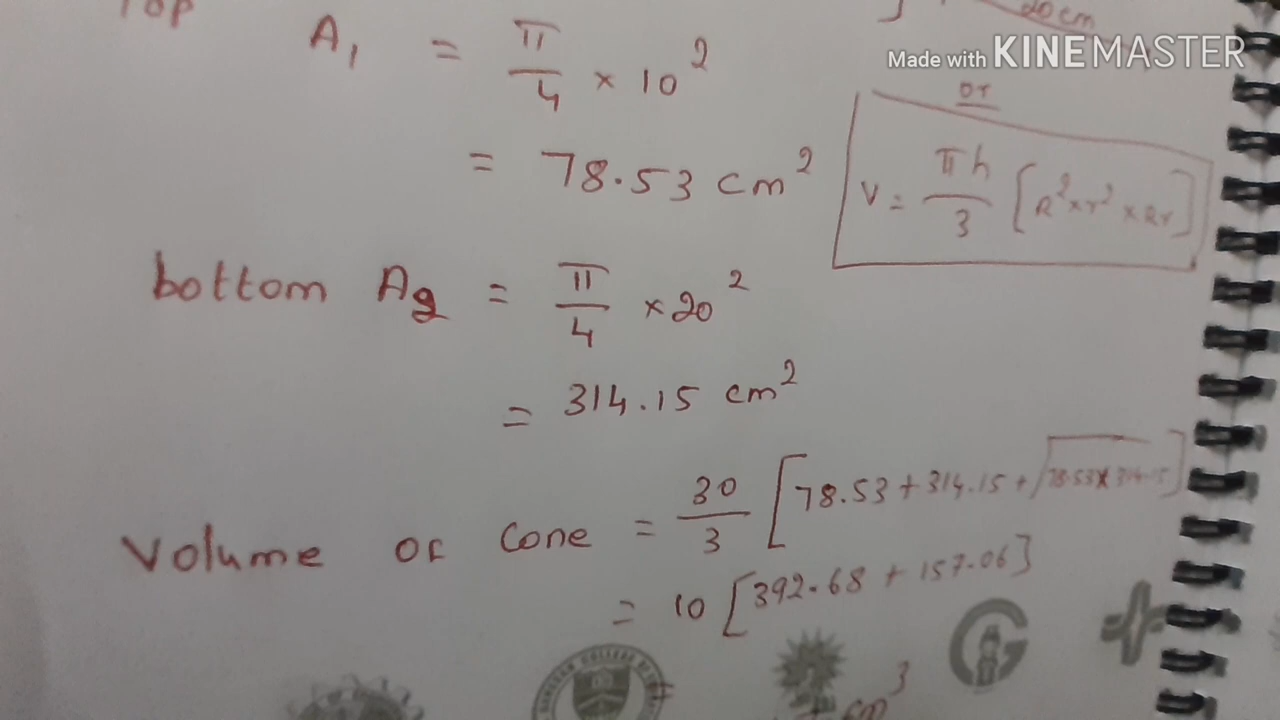 Top
20cm
A₁ = π/4 × 10²
Made with KINEMASTER
= 78.53 cm²
or
V = πh/3 [R² × r² × Rr]
bottom A₂ = π/4 × 20²
= 314.15 cm²
Volume of Cone = 30/3 [78.53 + 314.15 + √78.53 × 314.15]
= 10 [392.68 + 157.06]
cm³